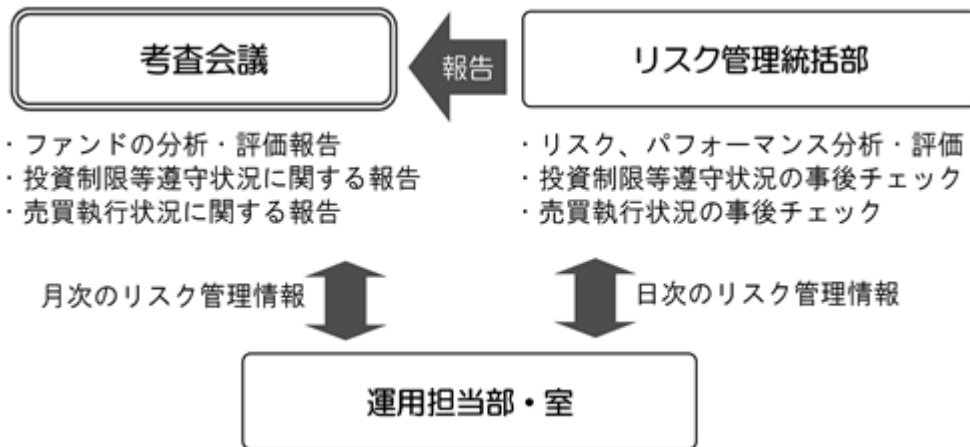 考査会議
報告
リスク管理統括部
・ファンドの分析・評価報告
・投資制限等遵守状況に関する報告
・売買執行状況に関する報告
・リスク、パフォーマンス分析・評価
・投資制限等遵守状況の事後チェック
・売買執行状況の事後チェック
月次のリスク管理情報
日次のリスク管理情報
運用担当部・室